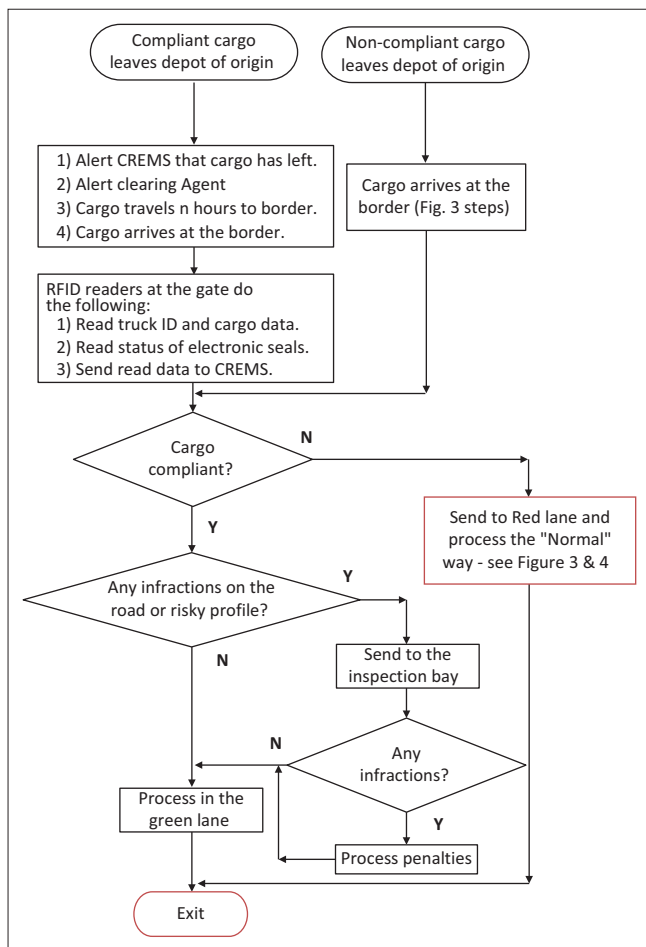 Compliant cargo
leaves depot of origin
Non-compliant cargo
leaves depot of origin
1) Alert CREMS that cargo has left.
2) Alert clearing Agent
3) Cargo travels n hours to border.
4) Cargo arrives at the border.
Cargo arrives at the
border (Fig. 3 steps)
RFID readers at the gate do
the following:
1) Read truck ID and cargo data.
2) Read status of electronic seals.
3) Send read data to CREMS.
Cargo
compliant?
N
Y
Send to Red lane and
process the "Normal"
way - see Figure 3 & 4
Any infractions on the
road or risky profile?
Y
N
Send to the
inspection bay
Any
infractions?
N
Y
Process in the
green lane
Process penalties
Exit